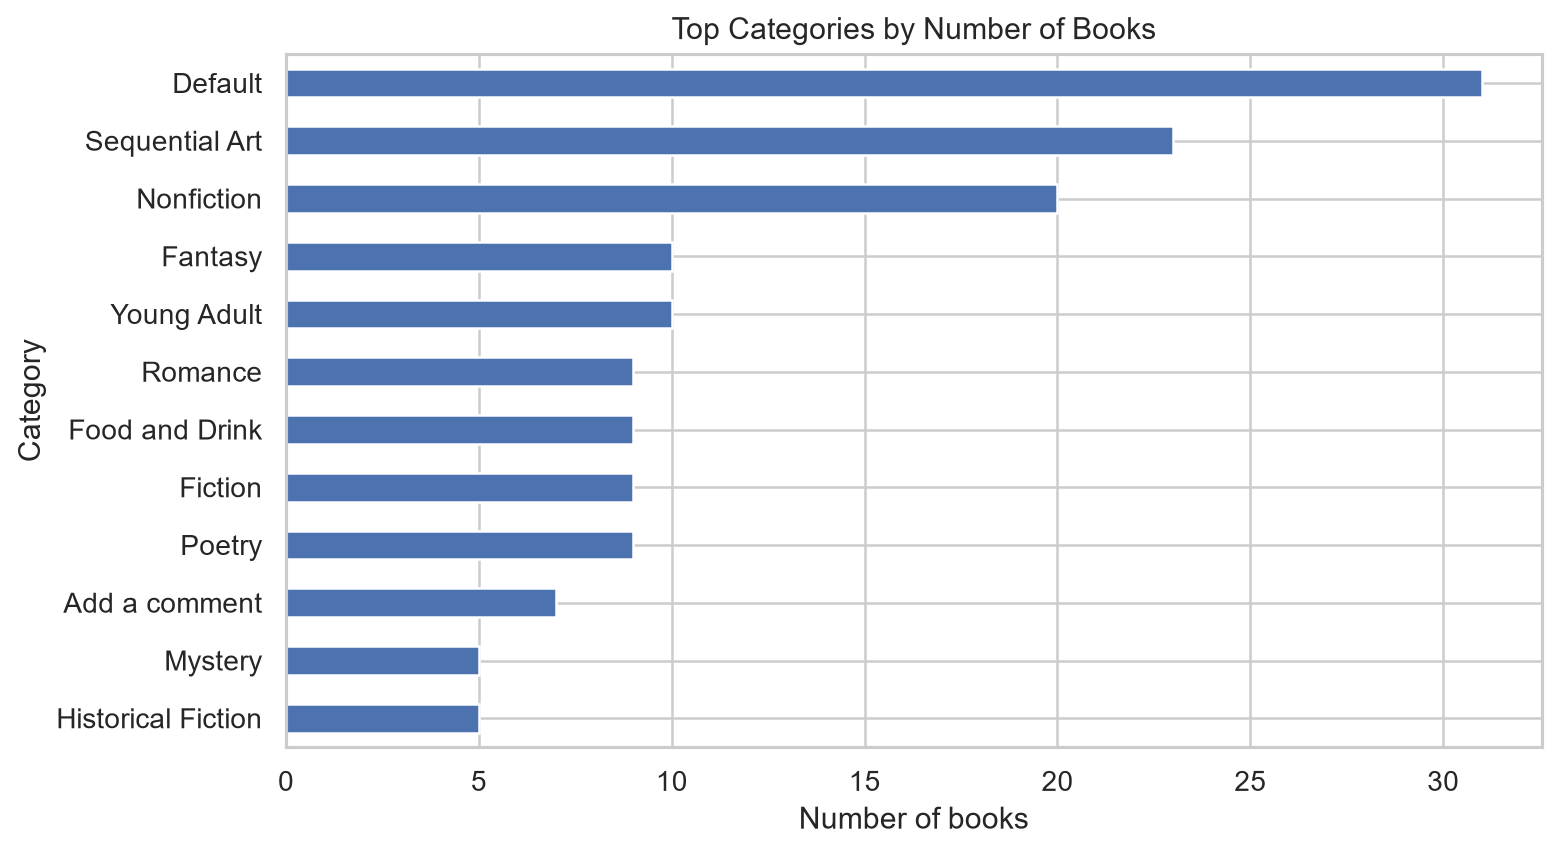 Top Categories by Number of Books
Default
Sequential Art
Nonfiction
Fantasy
Young Adult
Romance
Food and Drink
Fiction
Poetry
Add a comment
Mystery
Historical Fiction
Category
0 5 10 15 20 25 30
Number of books